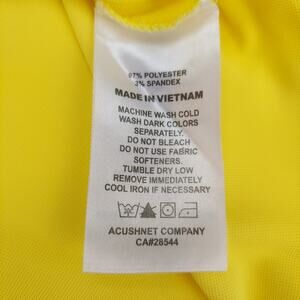 97% POLYESTER
3% SPANDEX
MADE IN VIETNAM
MACHINE WASH COLD
WASH DARK COLORS
SEPARATELY.
DO NOT BLEACH
DO NOT USE FABRIC
SOFTENERS.
TUMBLE DRY LOW
REMOVE IMMEDIATELY
COOL IRON IF NECESSARY
ACUSHNET COMPANY
CA#28544